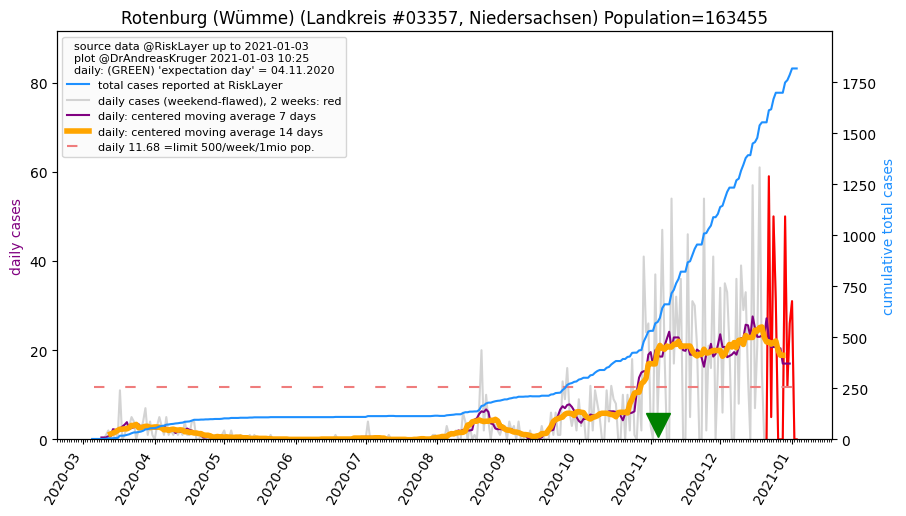 Rotenburg (Wümme) (Landkreis #03357, Niedersachsen) Population=163455
source data @RiskLayer up to 2021-01-03
plot @DrAndreasKruger 2021-01-03 10:25
daily: (GREEN) 'expectation day' = 04.11.2020
total cases reported at RiskLayer
daily cases (weekend-flawed), 2 weeks: red
daily: centered moving average 7 days
daily: centered moving average 14 days
daily 11.68 =limit 500/week/1mio pop.
daily cases
80
60
40
20
0
cumulative total cases
1750
1500
1250
1000
750
500
250
0
2020-03
2020-04
2020-05
2020-06
2020-07
2020-08
2020-09
2020-10
2020-11
2020-12
2021-01